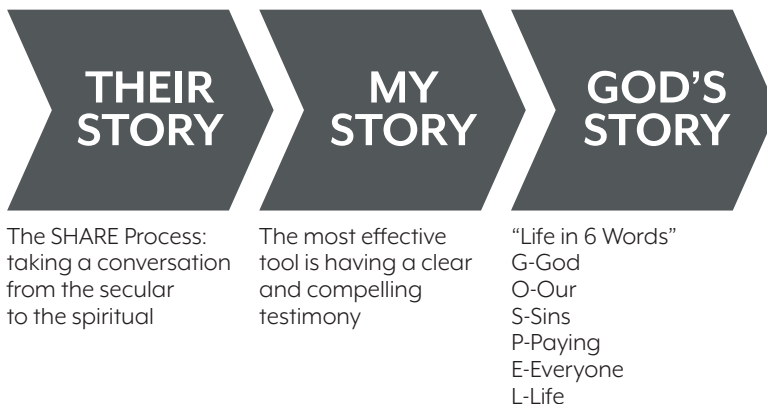 THEIR
STORY
The SHARE Process:
taking a conversation
from the secular
to the spiritual
MY
STORY
The most effective
tool is having a clear
and compelling
testimony
GOD'S
STORY
“Life in 6 Words”
G-God
O-Our
S-Sins
P-Paying
E-Everyone
L-Life